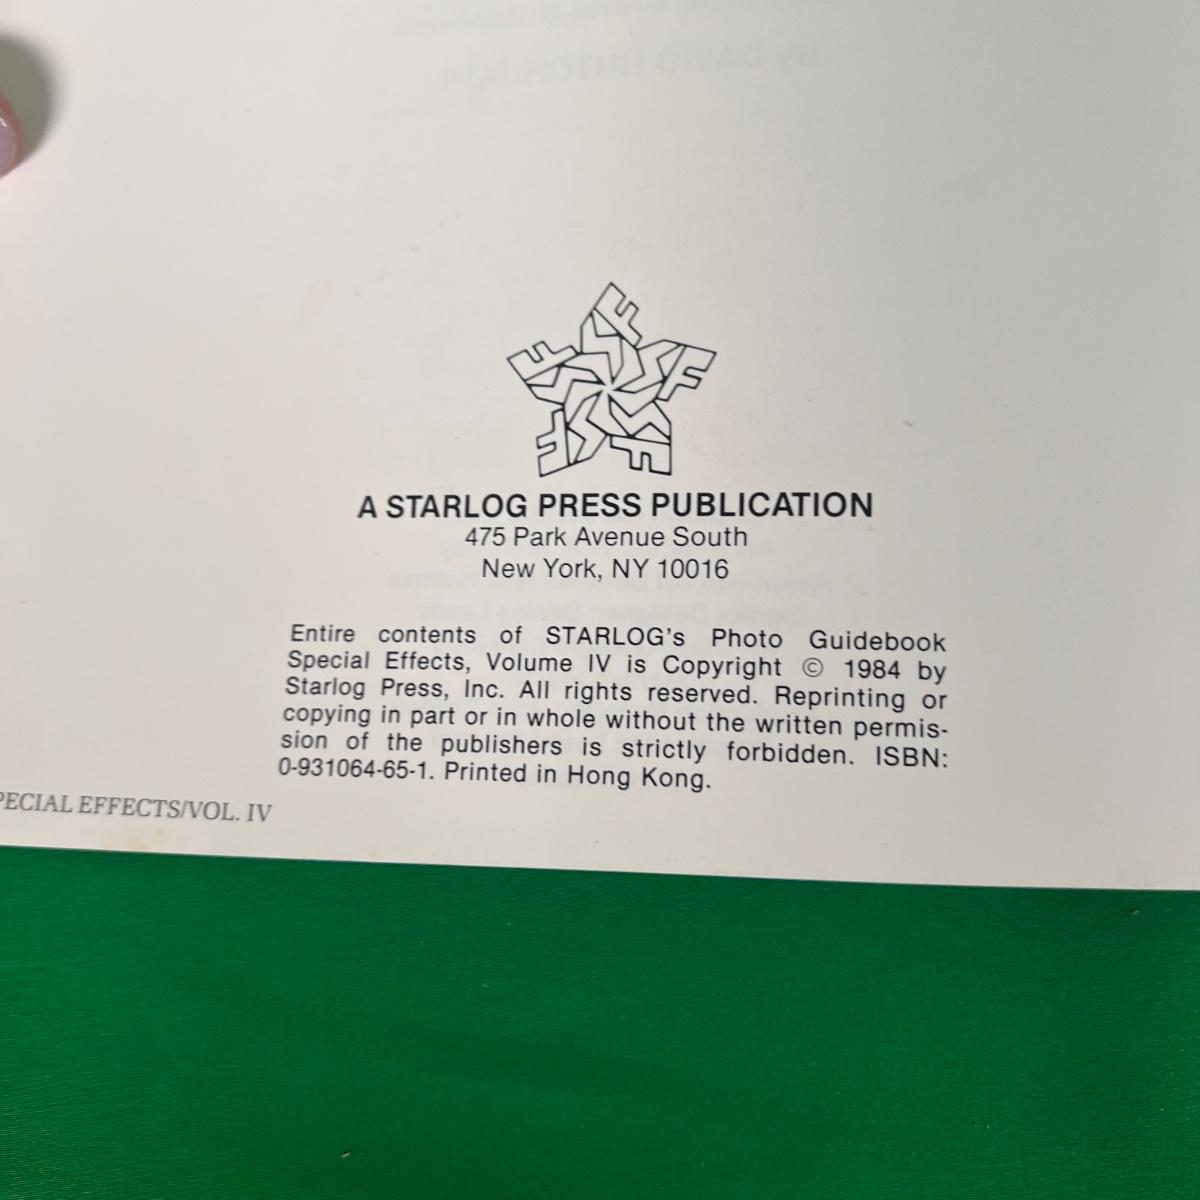 A STARLOG PRESS PUBLICATION
475 Park Avenue South
New York, NY 10016
Entire contents of STARLOG's Photo Guidebook
Special Effects, Volume IV is Copyright © 1984 by
Starlog Press, Inc. All rights reserved. Reprinting or
copying in part or in whole without the written permis-
sion of the publishers is strictly forbidden. ISBN:
0-931064-65-1. Printed in Hong Kong.
PECIAL EFFECTS/VOL. IV